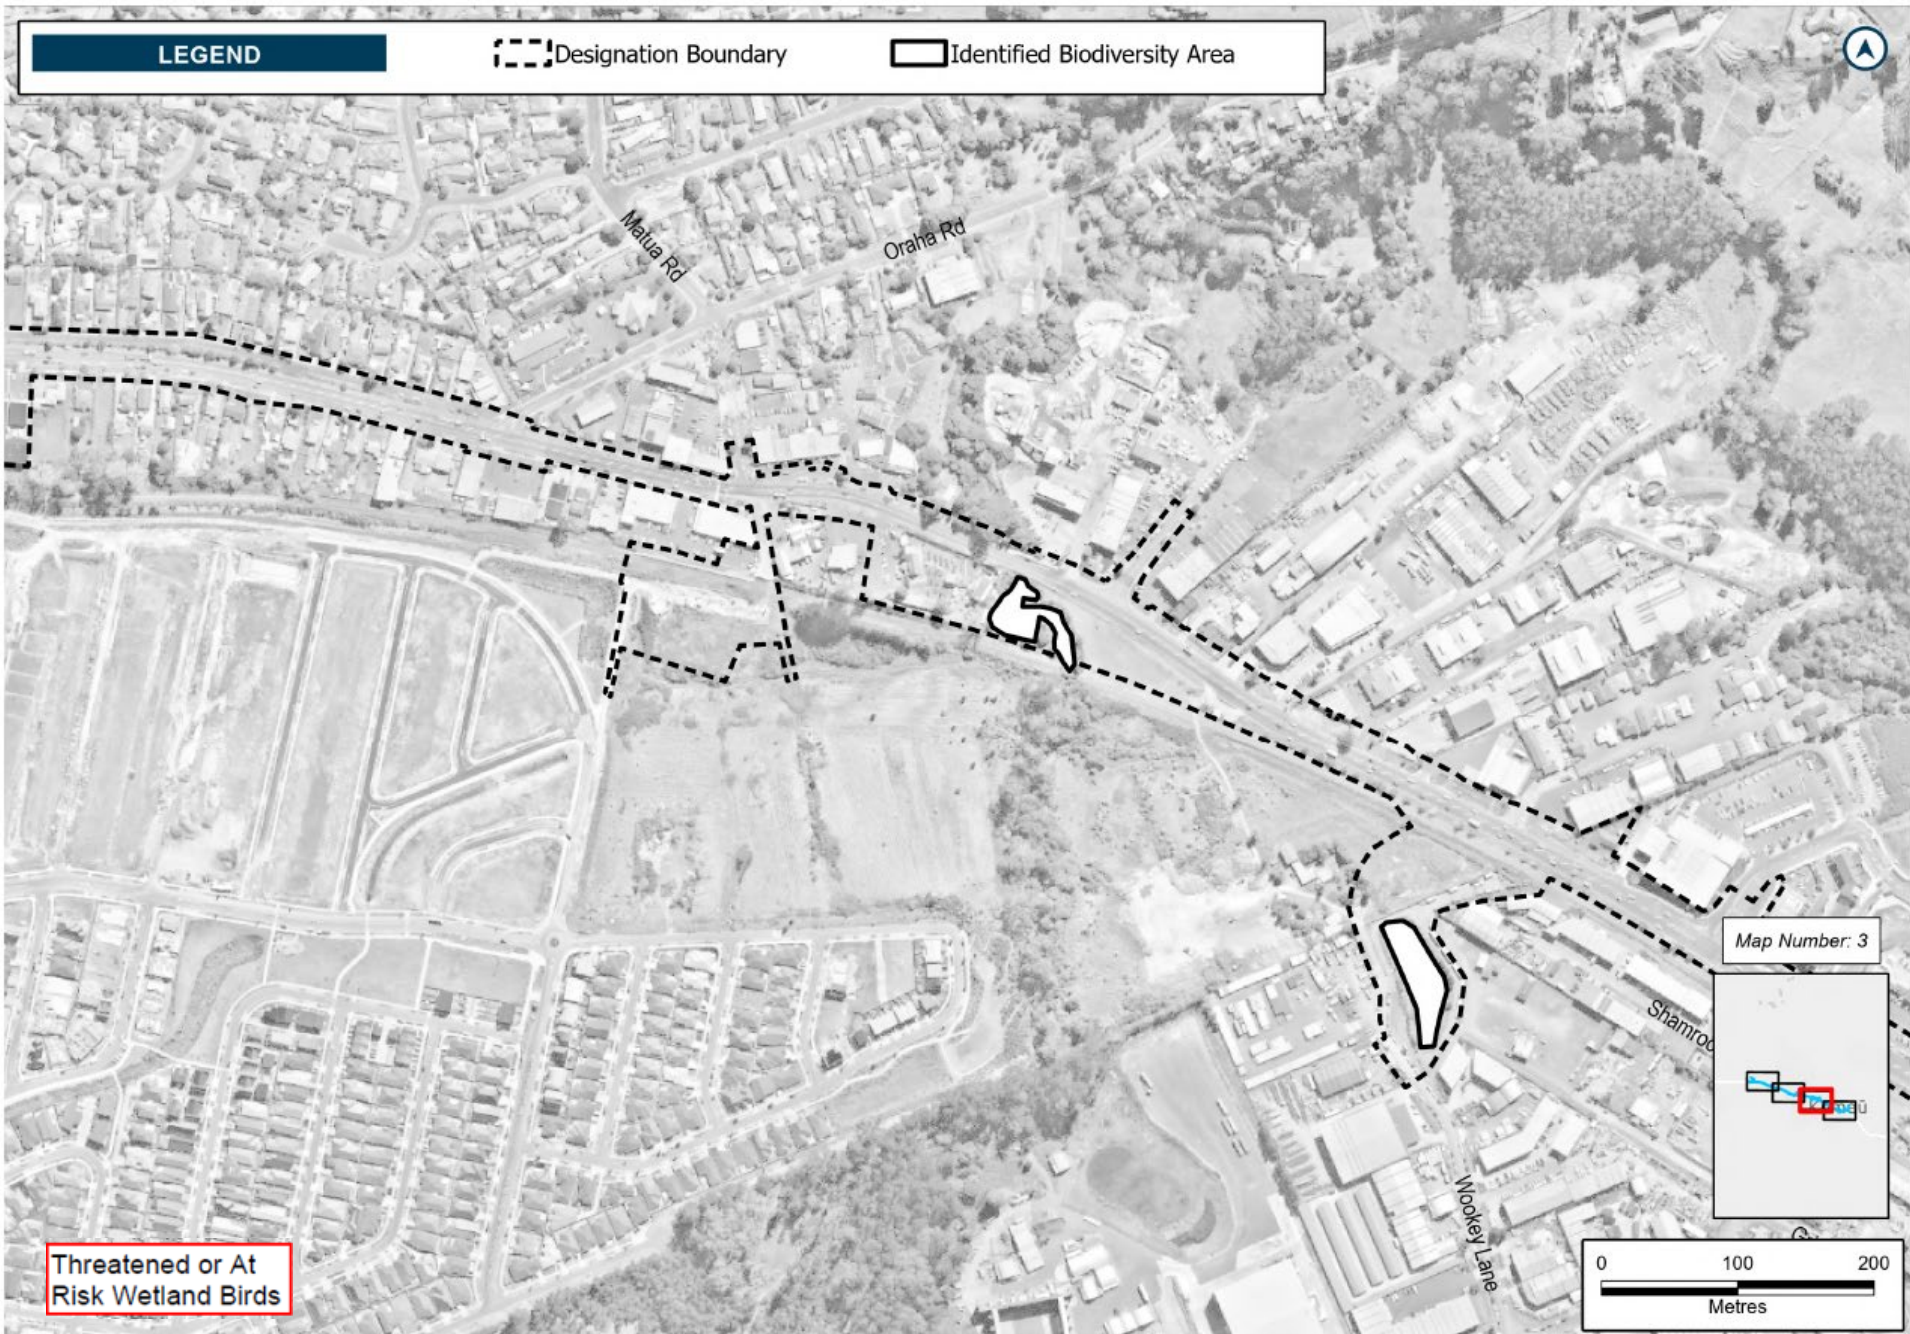 LEGEND
Designation Boundary
Identified Biodiversity Area
Matua Rd
Oraha Rd
Map Number: 3
Shamroc
Wookey Lane
Threatened or At
Risk Wetland Birds
0 100 200
Metres